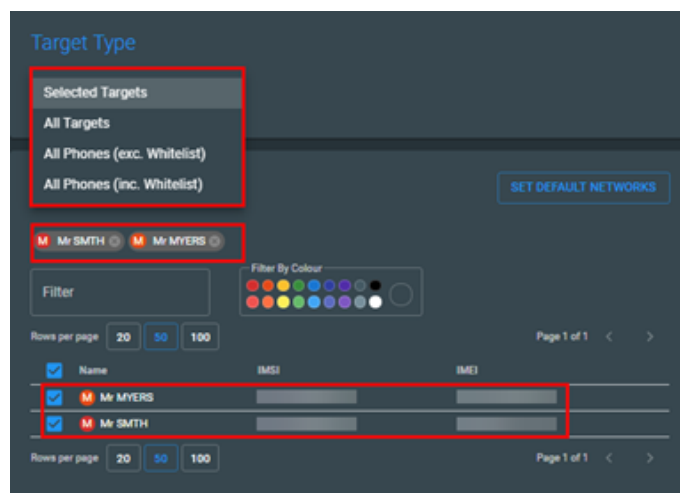 Target Type
Selected Targets
All Targets
All Phones (exc. Whitelist)
All Phones (inc. Whitelist)
SET DEFAULT NETWORKS
M Mr SMTH M Mr MYERS
Filter By Colour
Filter
Rows per page 20 50 100 Page 1 of 1
Name IMSI IMEI
M Mr MYERS
M Mr SMTH
Rows per page 20 50 100 Page 1 of 1